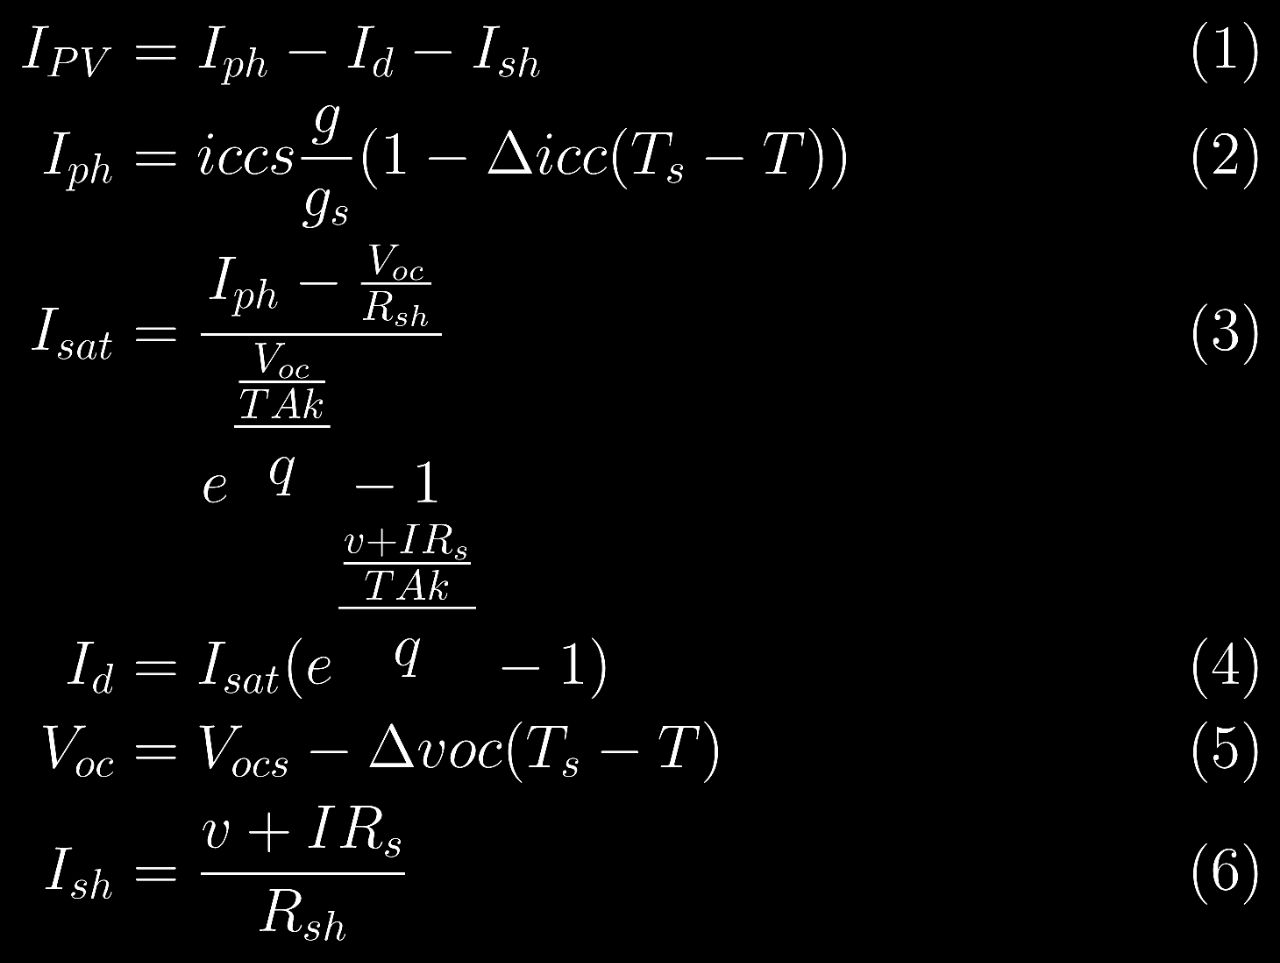 I_{PV} = I_{ph} - I_d - I_{sh} (1)
I_{ph} = iccs \frac{g}{g_s}(1 - \Delta icc(T_s - T)) (2)
I_{sat} = \frac{I_{ph} - \frac{V_{oc}}{R_{sh}}}{e^{\frac{\frac{V_{oc}}{TAk}}{q}} - 1} (3)
I_d = I_{sat}(e^{\frac{\frac{v+IR_s}{TAk}}{q}} - 1) (4)
V_{oc} = V_{ocs} - \Delta voc(T_s - T) (5)
I_{sh} = \frac{v + IR_s}{R_{sh}} (6)